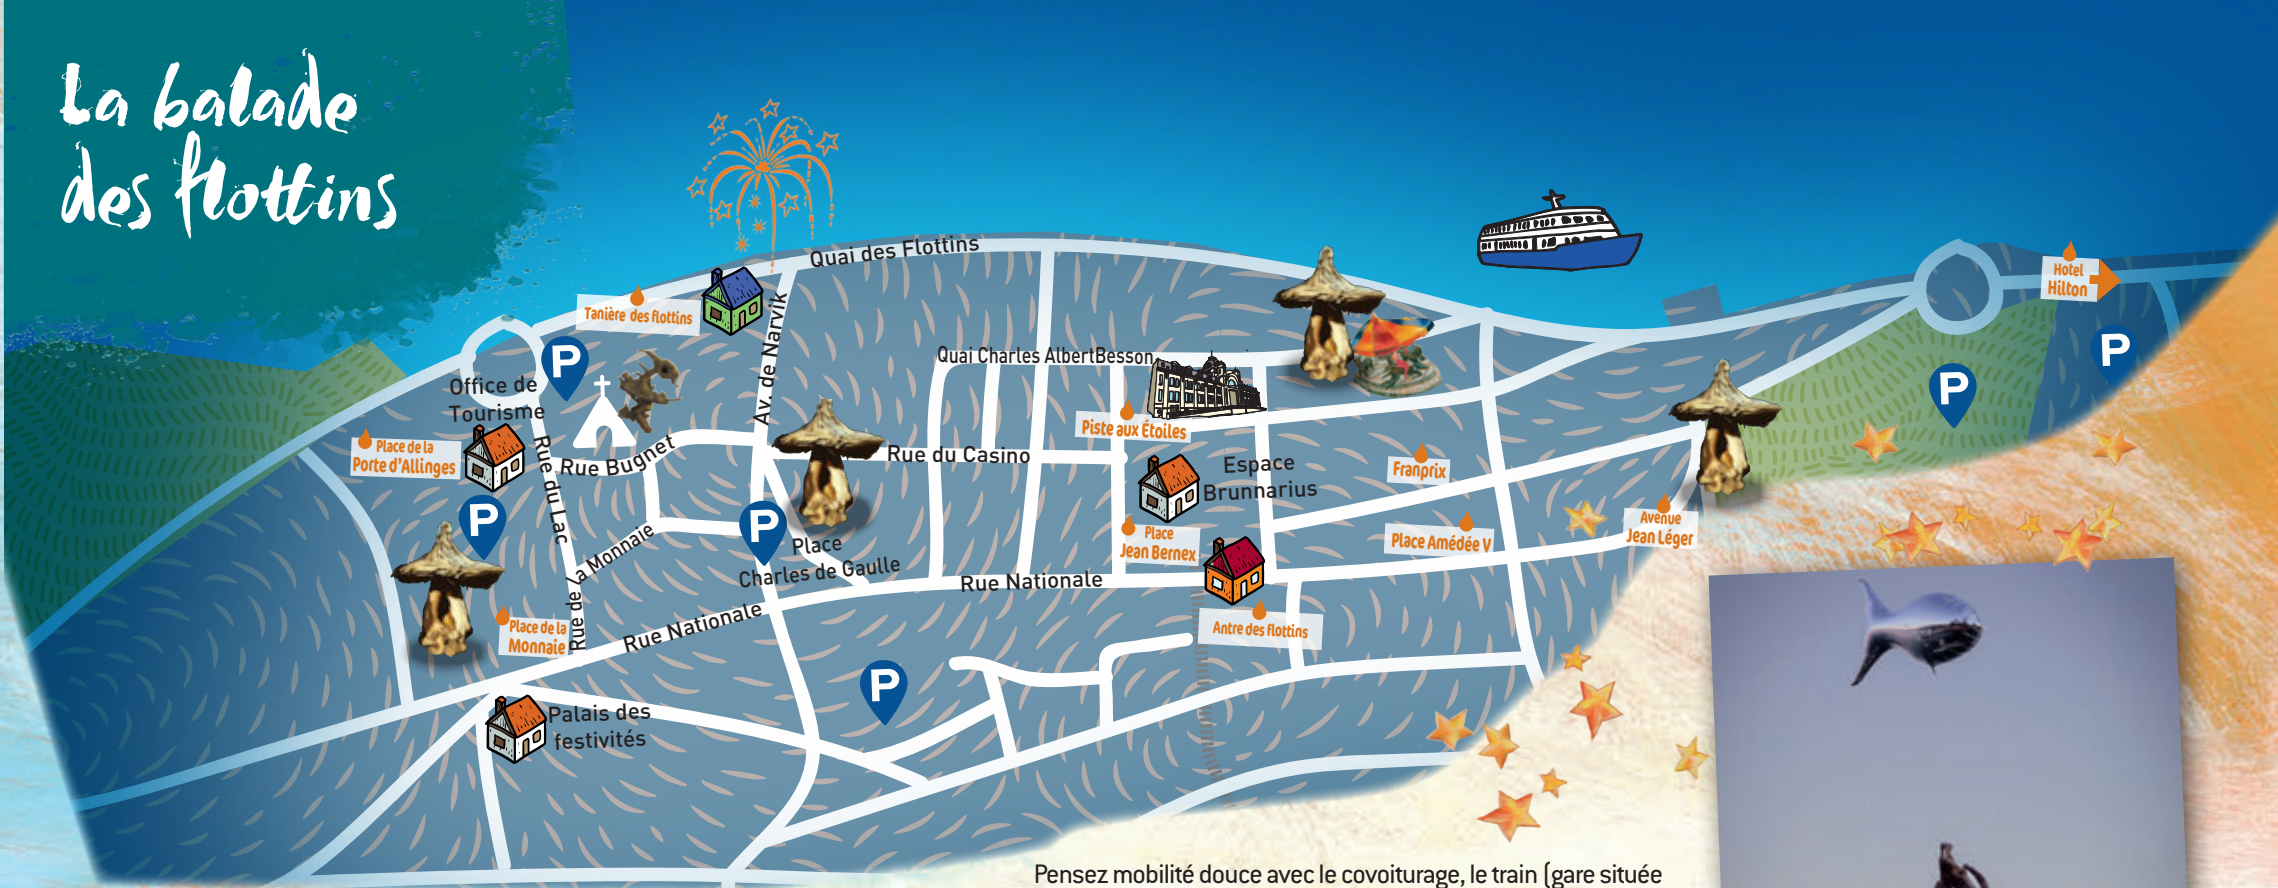 La balade
des flottins
Quai des Flottins
Hotel
Hilton
Tanière des flottins
Av. de Narvik
Quai Charles AlbertBesson
Office de
Tourisme
P
P
P
Place de la
Porte d'Allinges
Rue du Lac
Rue Bugnet
Rue du Casino
Piste aux Étoiles
Espace
Brunnarius
Franprix
P
P
Place
Charles de Gaulle
Place
Jean Bernex
Place Amédée V
Avenue
Jean Léger
Rue de la Monnaie
Rue Nationale
Rue Nationale
Place de la
Monnaie
Antre des flottins
P
Palais des
festivités
Pensez mobilité douce avec le covoiturage, le train (gare située